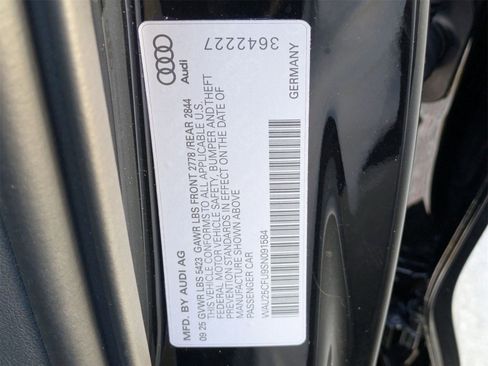 Audi
3642227
MFD. BY AUDI AG
GERMANY
09 25 GVWR LBS 5423 GAWR LBS FRONT 2778 /REAR 2844
THIS VEHICLE CONFORMS TO ALL APPLICABLE U.S.
FEDERAL MOTOR VEHICLE SAFETY, BUMPER AND THEFT
PREVENTION STANDARDS IN EFFECT ON THE DATE OF
MANUFACTURE SHOWN ABOVE
PASSENGER CAR